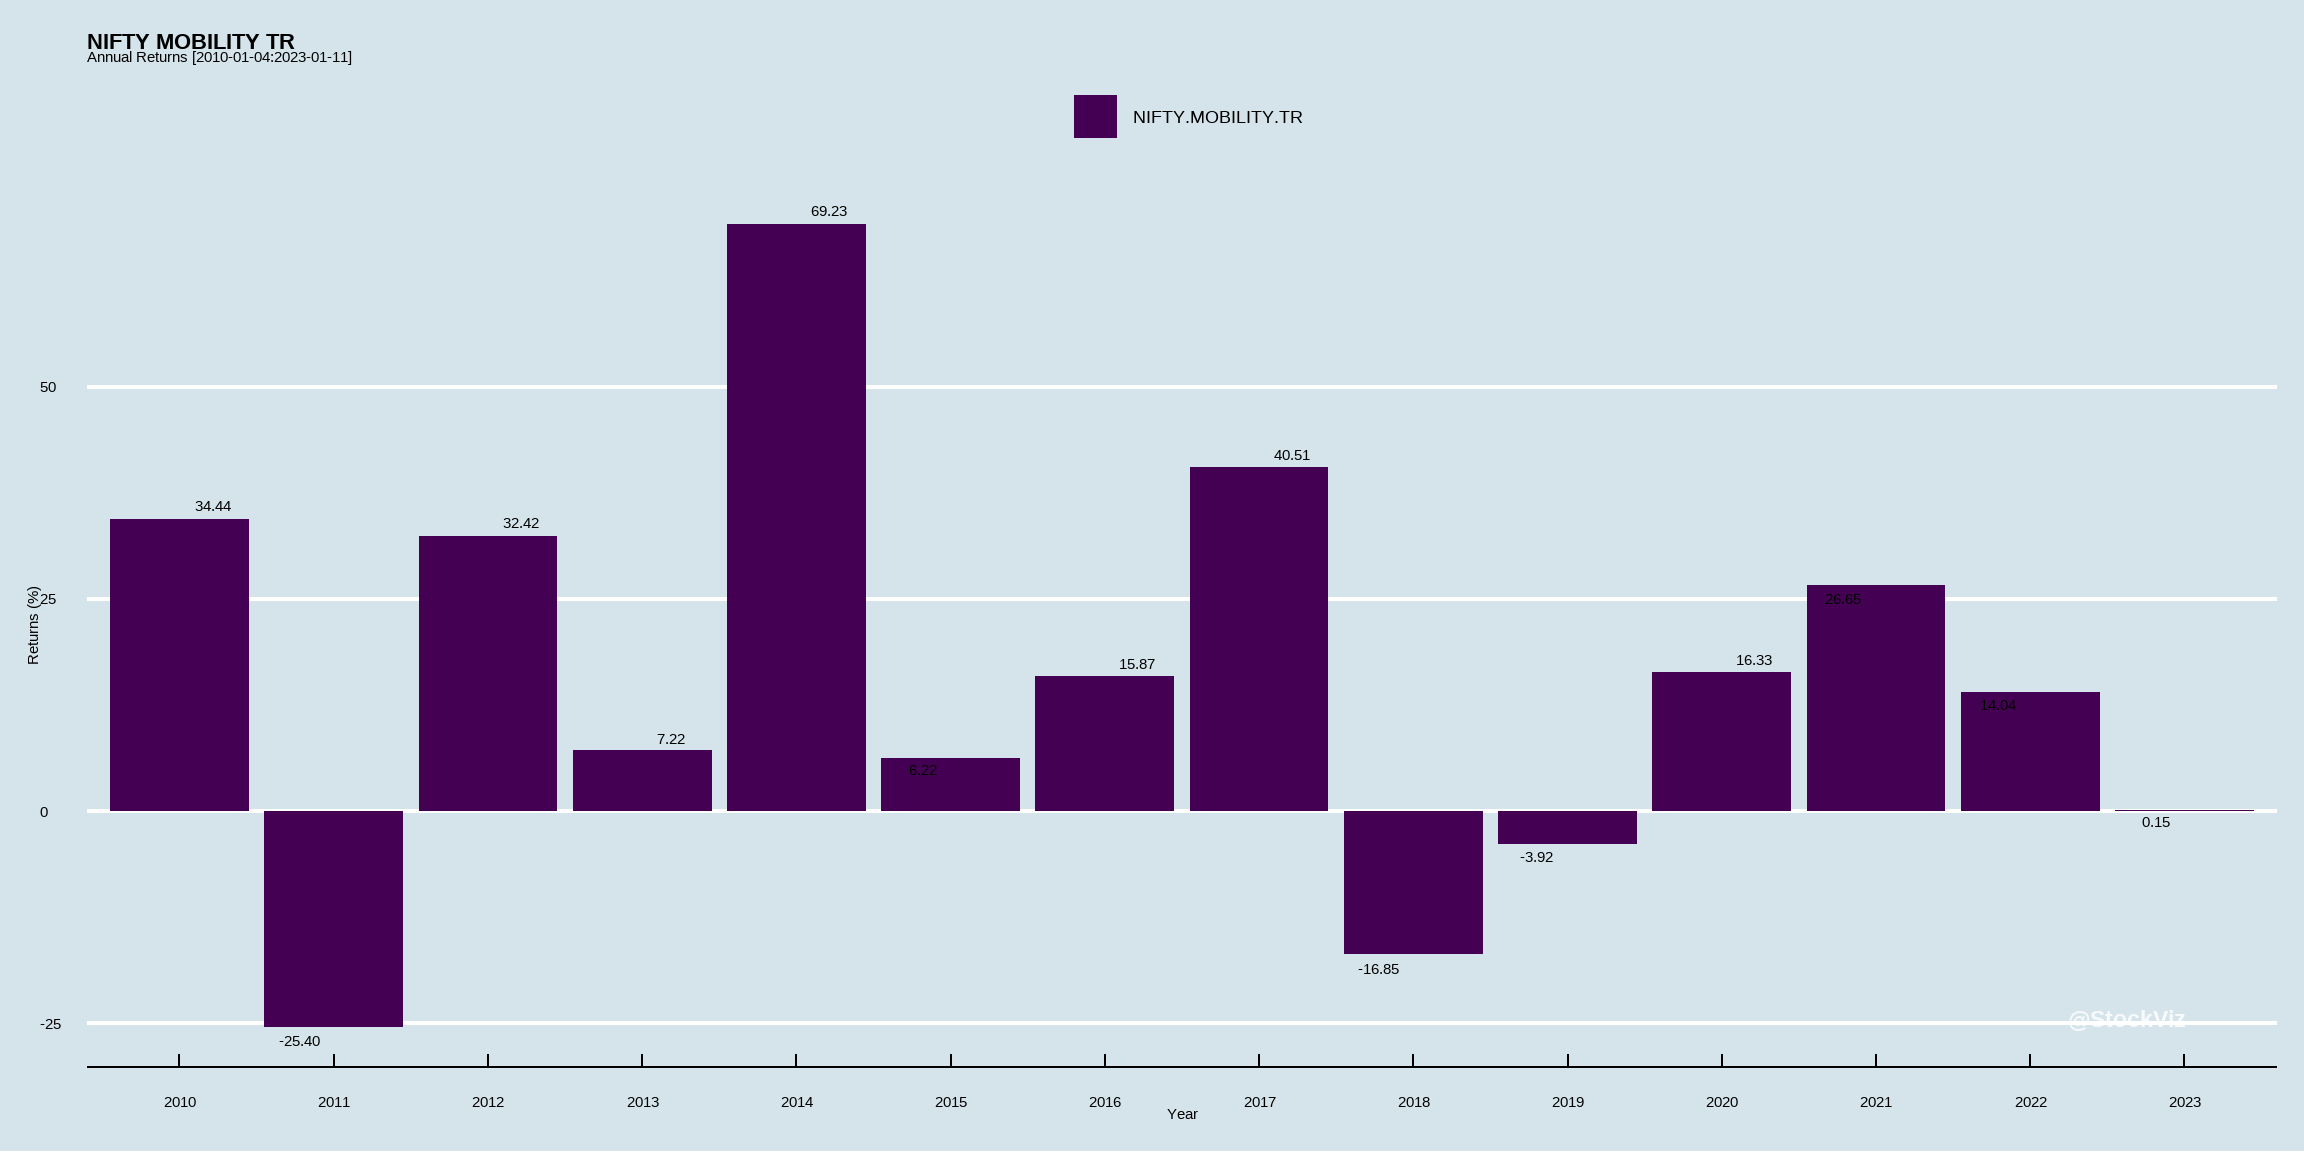 NIFTY MOBILITY TR
Annual Returns [2010-01-04:2023-01-11]
NIFTY.MOBILITY.TR
69.23
50
40.51
34.44
32.42
Returns (%)
25
26.65
15.87
16.33
7.22
6.22
14.04
0
0.15
-3.92
-16.85
-25
@StockViz
-25.40
2010 2011 2012 2013 2014 2015 2016 2017 2018 2019 2020 2021 2022 2023
Year